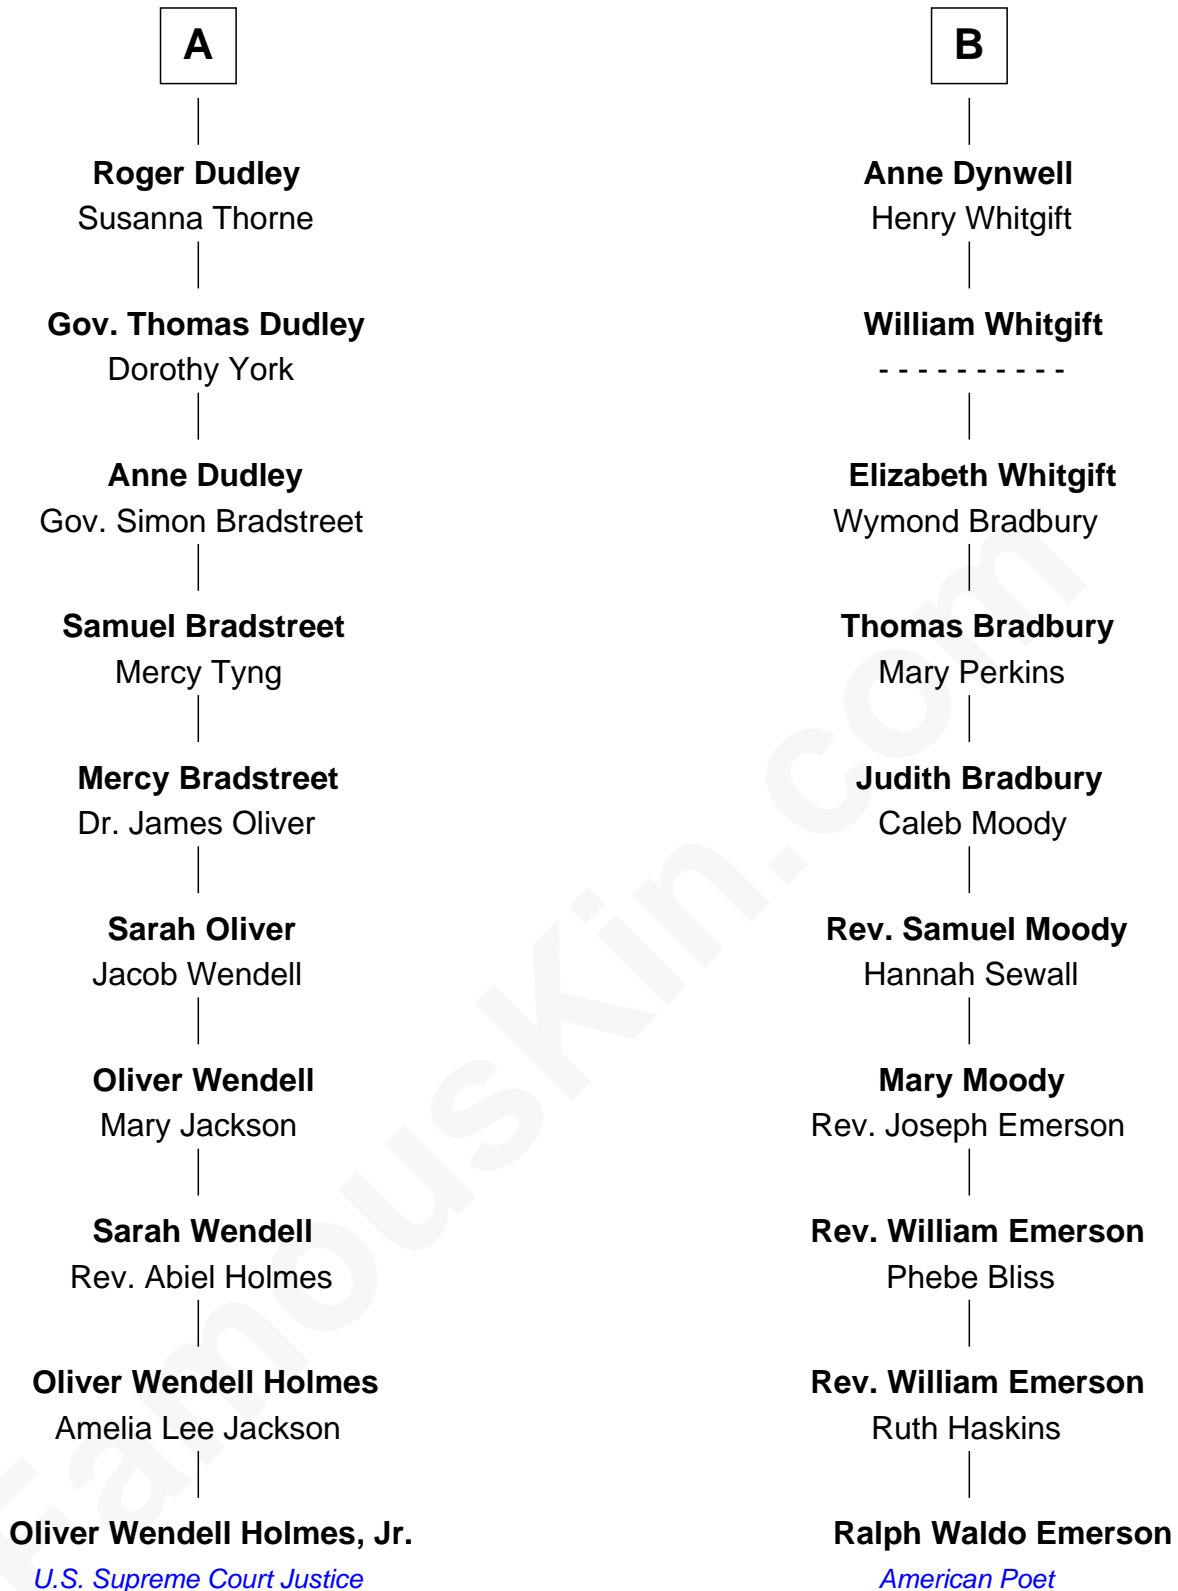 A
Roger Dudley
Susanna Thorne
Gov. Thomas Dudley
Dorothy York
Anne Dudley
Gov. Simon Bradstreet
Samuel Bradstreet
Mercy Tyng
Mercy Bradstreet
Dr. James Oliver
Sarah Oliver
Jacob Wendell
Oliver Wendell
Mary Jackson
Sarah Wendell
Rev. Abiel Holmes
Oliver Wendell Holmes
Amelia Lee Jackson
Oliver Wendell Holmes, Jr.
U.S. Supreme Court Justice
B
Anne Dynwell
Henry Whitgift
William Whitgift
- - - - - - - - - -
Elizabeth Whitgift
Wymond Bradbury
Thomas Bradbury
Mary Perkins
Judith Bradbury
Caleb Moody
Rev. Samuel Moody
Hannah Sewall
Mary Moody
Rev. Joseph Emerson
Rev. William Emerson
Phebe Bliss
Rev. William Emerson
Ruth Haskins
Ralph Waldo Emerson
American Poet
FamousKin.com